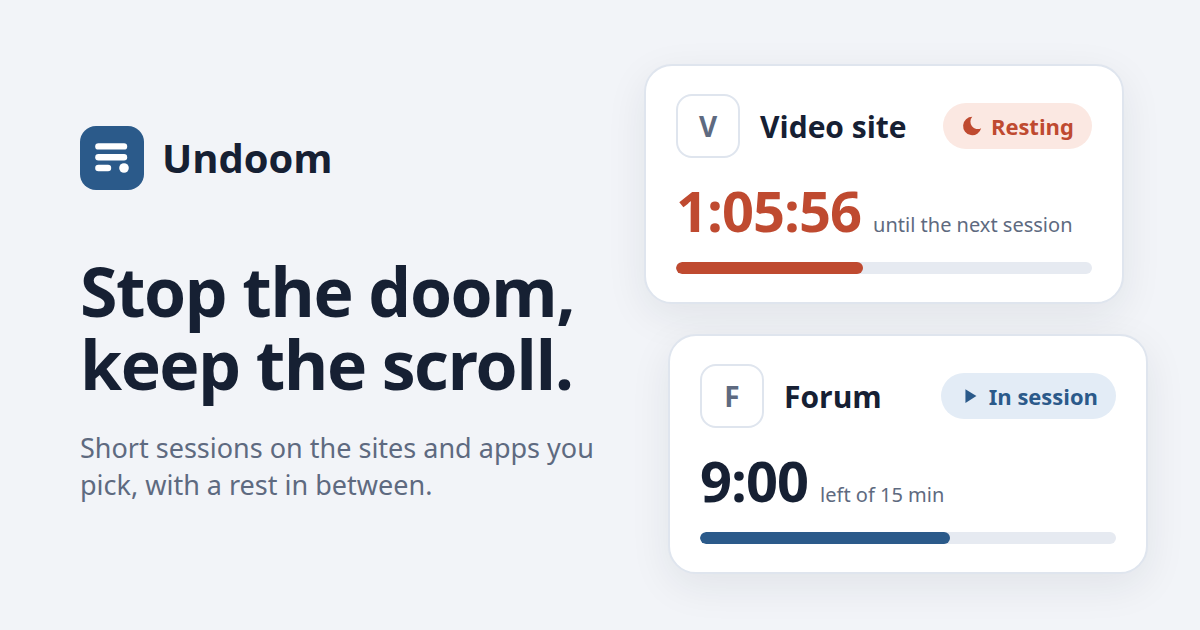 Undoom
Stop the doom,
keep the scroll.
Short sessions on the sites and apps you
pick, with a rest in between.
V
Video site
Resting
1:05:56 until the next session
F
Forum
In session
9:00 left of 15 min